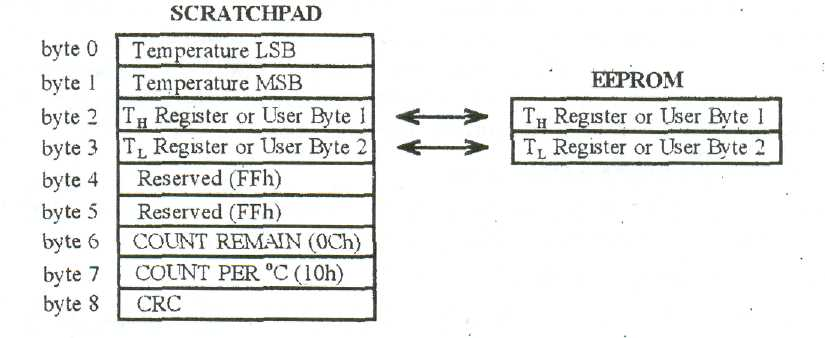 SCRATCHPAD
byte 0 Temperature LSB
byte 1 Temperature MSB
byte 2 TH Register or User Byte 1
byte 3 TL Register or User Byte 2
byte 4 Reserved (FFh)
byte 5 Reserved (FFh)
byte 6 COUNT REMAIN (0Ch)
byte 7 COUNT PER °C (10h)
byte 8 CRC
EEPROM
TH Register or User Byte 1
TL Register or User Byte 2